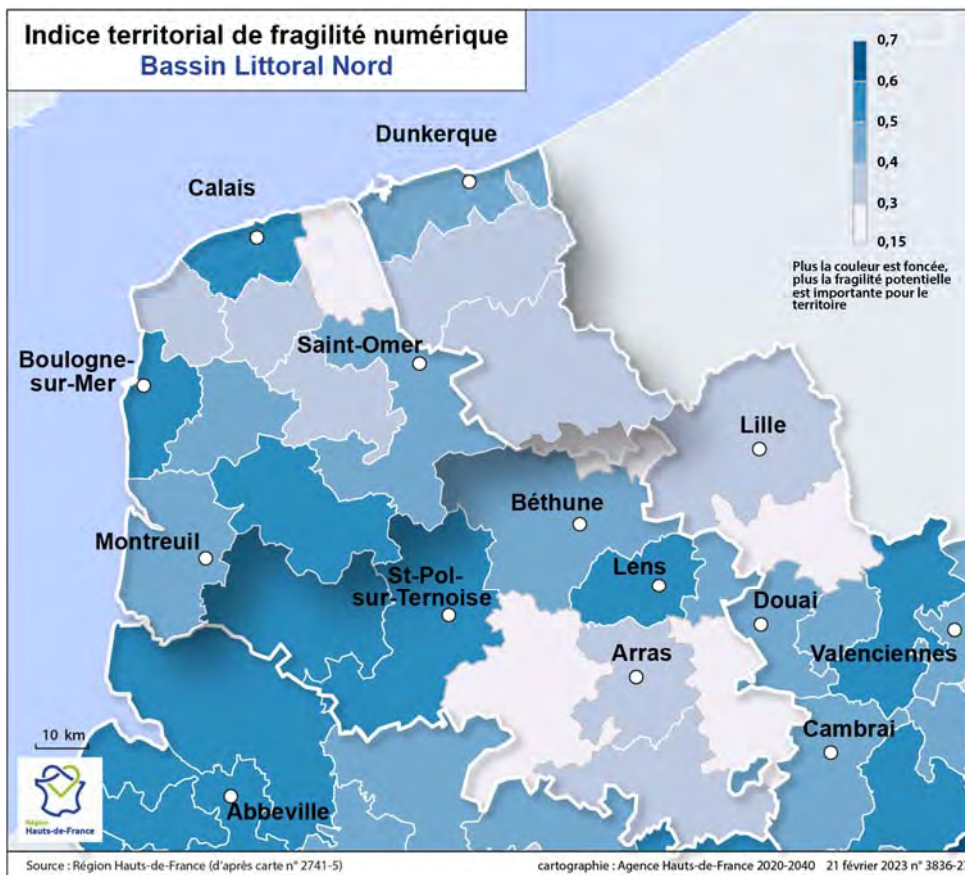 Indice territorial de fragilité numérique
Bassin Littoral Nord
0,7
0,6
0,5
0,4
0,3
0,15
Plus la couleur est foncée,
plus la fragilité potentielle
est importante pour le
territoire
Dunkerque
Calais
Saint-Omer
Boulogne-
sur-Mer
Lille
Béthune
Montreuil
St-Pol-
sur-Ternoise
Lens
Douai
Valenciennes
Arras
Cambrai
10 km
Abbeville
Région
Hauts-de-France
Source : Région Hauts-de-France (d'après carte n° 2741-5)
cartographie : Agence Hauts-de-France 2020-2040 21 février 2023 n° 3836-27